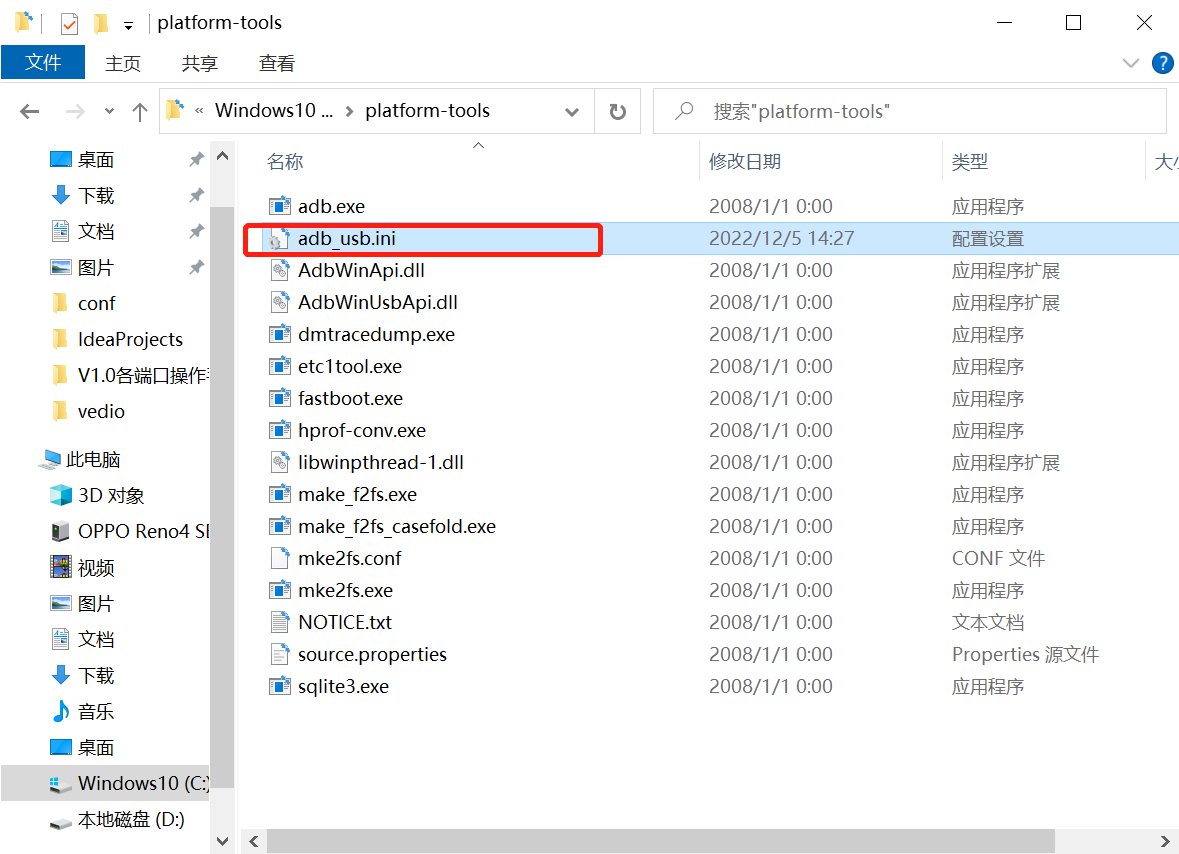 platform-tools
文件 主页 共享 查看
« Windows10 ... › platform-tools
搜索"platform-tools"
桌面
下载
文档
图片
conf
IdeaProjects
V1.0各端口操作
vedio
此电脑
3D 对象
OPPO Reno4 SE
视频
图片
文档
下载
音乐
桌面
Windows10 (C:)
本地磁盘 (D:)
名称 修改日期 类型 大小
adb.exe 2008/1/1 0:00 应用程序
adb_usb.ini 2022/12/5 14:27 配置设置
AdbWinApi.dll 2008/1/1 0:00 应用程序扩展
AdbWinUsbApi.dll 2008/1/1 0:00 应用程序扩展
dmtracedump.exe 2008/1/1 0:00 应用程序
etc1tool.exe 2008/1/1 0:00 应用程序
fastboot.exe 2008/1/1 0:00 应用程序
hprof-conv.exe 2008/1/1 0:00 应用程序
libwinpthread-1.dll 2008/1/1 0:00 应用程序扩展
make_f2fs.exe 2008/1/1 0:00 应用程序
make_f2fs_casefold.exe 2008/1/1 0:00 应用程序
mke2fs.conf 2008/1/1 0:00 CONF 文件
mke2fs.exe 2008/1/1 0:00 应用程序
NOTICE.txt 2008/1/1 0:00 文本文档
source.properties 2008/1/1 0:00 Properties 源文件
sqlite3.exe 2008/1/1 0:00 应用程序